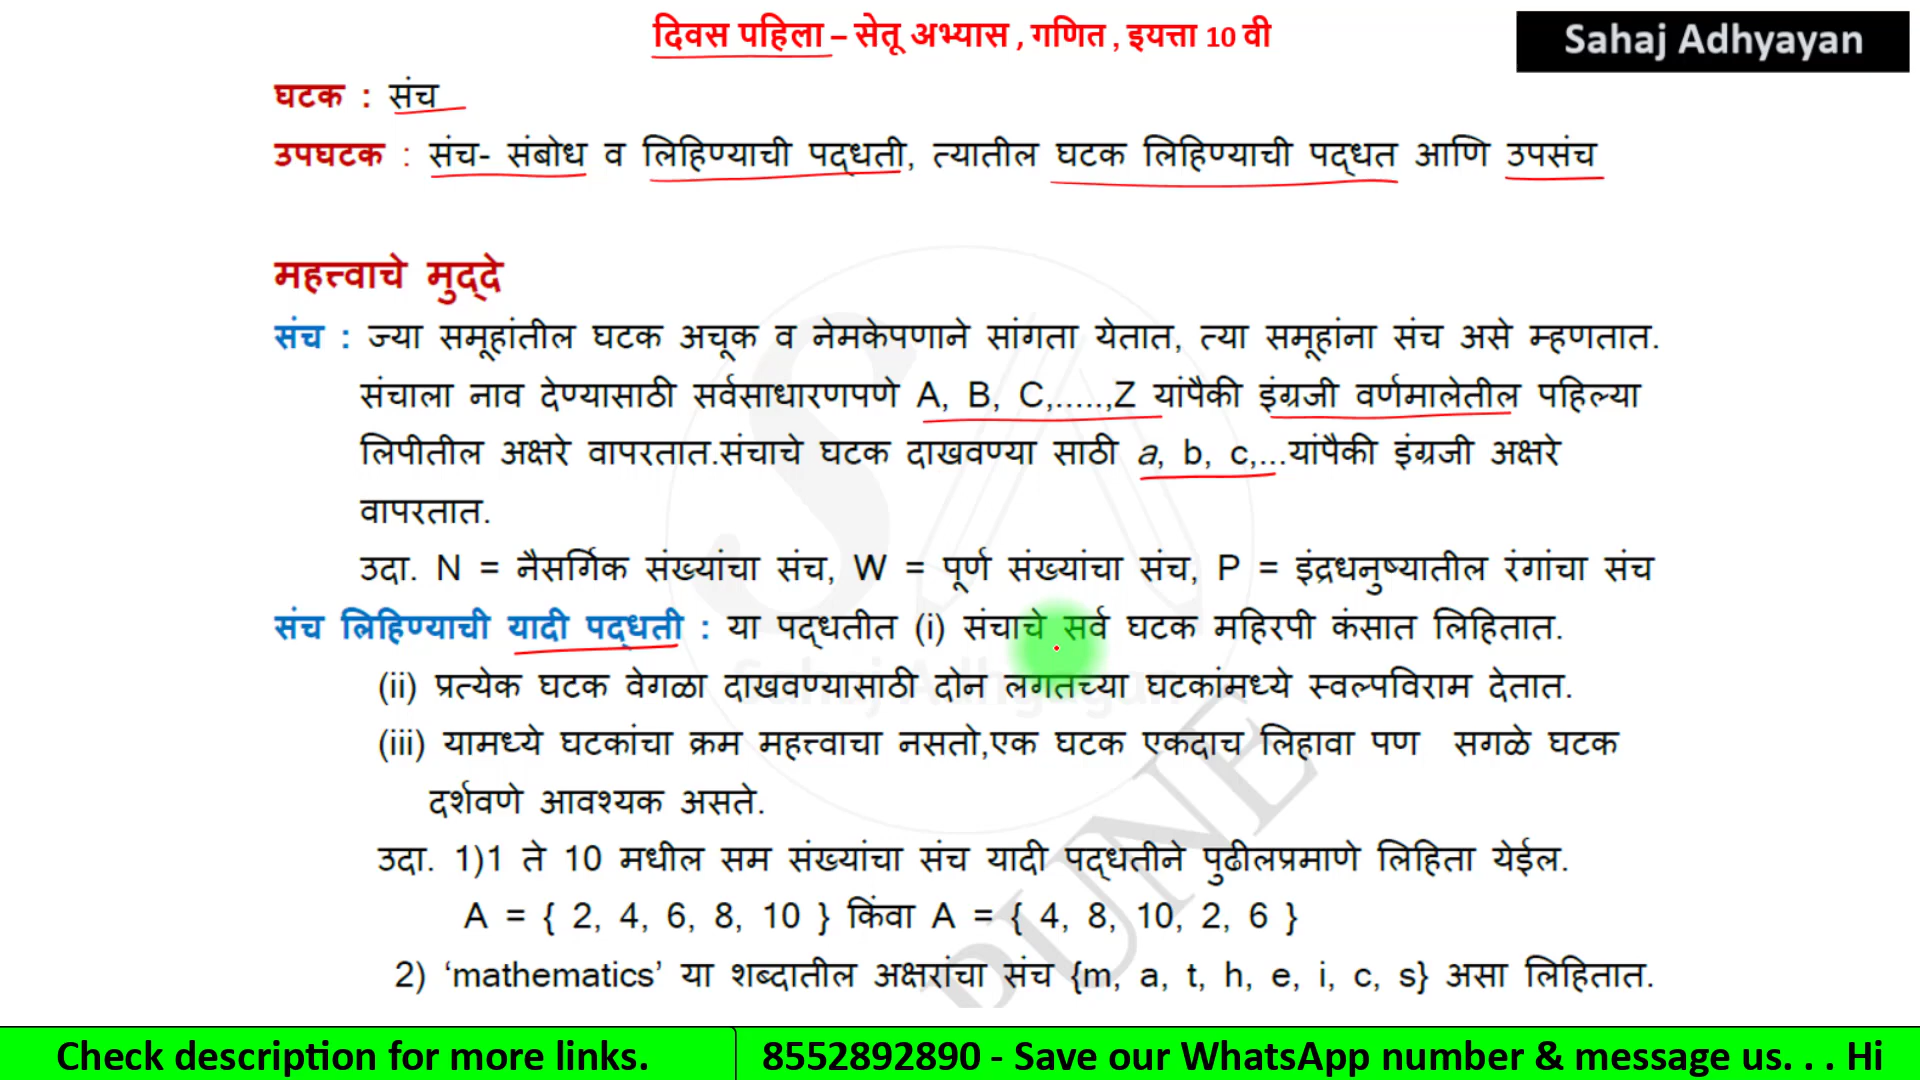 दिवस पहिला – सेतू अभ्यास , गणित , इयत्ता 10 वी
Sahaj Adhyayan
घटक : संच
उपघटक : संच- संबोध व लिहिण्याची पद्धती, त्यातील घटक लिहिण्याची पद्धत आणि उपसंच
महत्त्वाचे मुद्दे
संच : ज्या समूहांतील घटक अचूक व नेमकेपणाने सांगता येतात, त्या समूहांना संच असे म्हणतात.
संचाला नाव देण्यासाठी सर्वसाधारणपणे A, B, C,.....,Z यांपैकी इंग्रजी वर्णमालेतील पहिल्या
लिपीतील अक्षरे वापरतात.संचाचे घटक दाखवण्या साठी a, b, c,...यांपैकी इंग्रजी अक्षरे
वापरतात.
उदा. N = नैसर्गिक संख्यांचा संच, W = पूर्ण संख्यांचा संच, P = इंद्रधनुष्यातील रंगांचा संच
संच लिहिण्याची यादी पद्धती : या पद्धतीत (i) संचाचे सर्व घटक महिरपी कंसात लिहितात.
(ii) प्रत्येक घटक वेगळा दाखवण्यासाठी दोन लगतच्या घटकांमध्ये स्वल्पविराम देतात.
(iii) यामध्ये घटकांचा क्रम महत्त्वाचा नसतो,एक घटक एकदाच लिहावा पण सगळे घटक
दर्शवणे आवश्यक असते.
उदा. 1)1 ते 10 मधील सम संख्यांचा संच यादी पद्धतीने पुढीलप्रमाणे लिहिता येईल.
A = { 2, 4, 6, 8, 10 } किंवा A = { 4, 8, 10, 2, 6 }
2) ‘mathematics’ या शब्दातील अक्षरांचा संच {m, a, t, h, e, i, c, s} असा लिहितात.
SA
Sahaj Adhyayan
PUNE
Check description for more links.
8552892890 - Save our WhatsApp number & message us. . . Hi